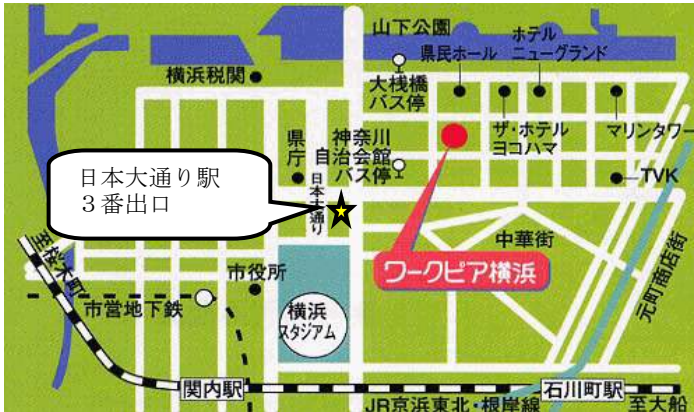 山下公園
ホテル
ニューグランド
県民ホール
横浜税関
大桟橋
バス停
ザ・ホテル
ヨコハマ
マリンタワー
県庁
神奈川
自治会館
バス停
TVK
日本大通り駅
３番出口
日本大通り
中華街
ワークピア横浜
元町商店街
至桜木町
市役所
市営地下鉄
横浜
スタジアム
関内駅
石川町駅
JR京浜東北・根岸線
至大船